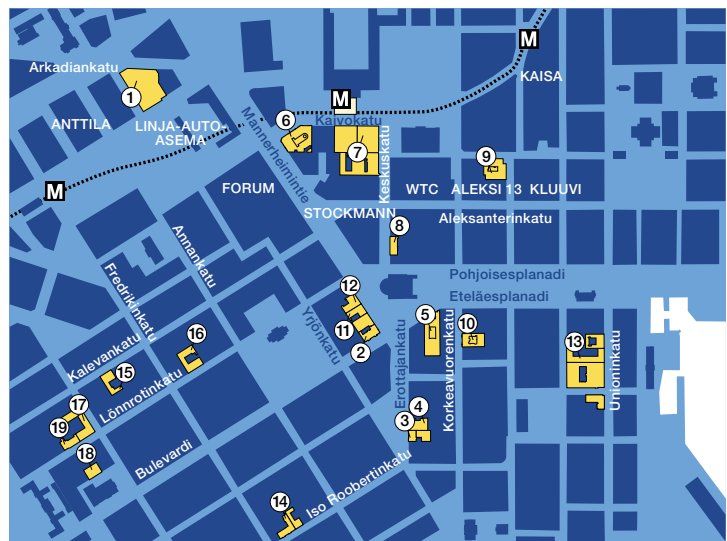 M
KAISA
Arkadiankatu
1
M
ANTTILA
LINJA-AUTO-
ASEMA
Mannerheimintie
6
Kaivokatu
7
Keskuskatu
9
M
FORUM
WTC
ALEKSI 13
KLUUVI
STOCKMANN
Aleksanterinkatu
8
Annankatu
Fredrikinkatu
Pohjoisesplanadi
Eteläesplanadi
12
11
2
Yrjönkatu
5
10
13
Erottajankatu
Korkeavuorenkatu
Unioninkatu
16
Kalevankatu
15
Lönnrotinkatu
17
19
18
Bulevardi
4
3
14
Iso Roobertinkatu